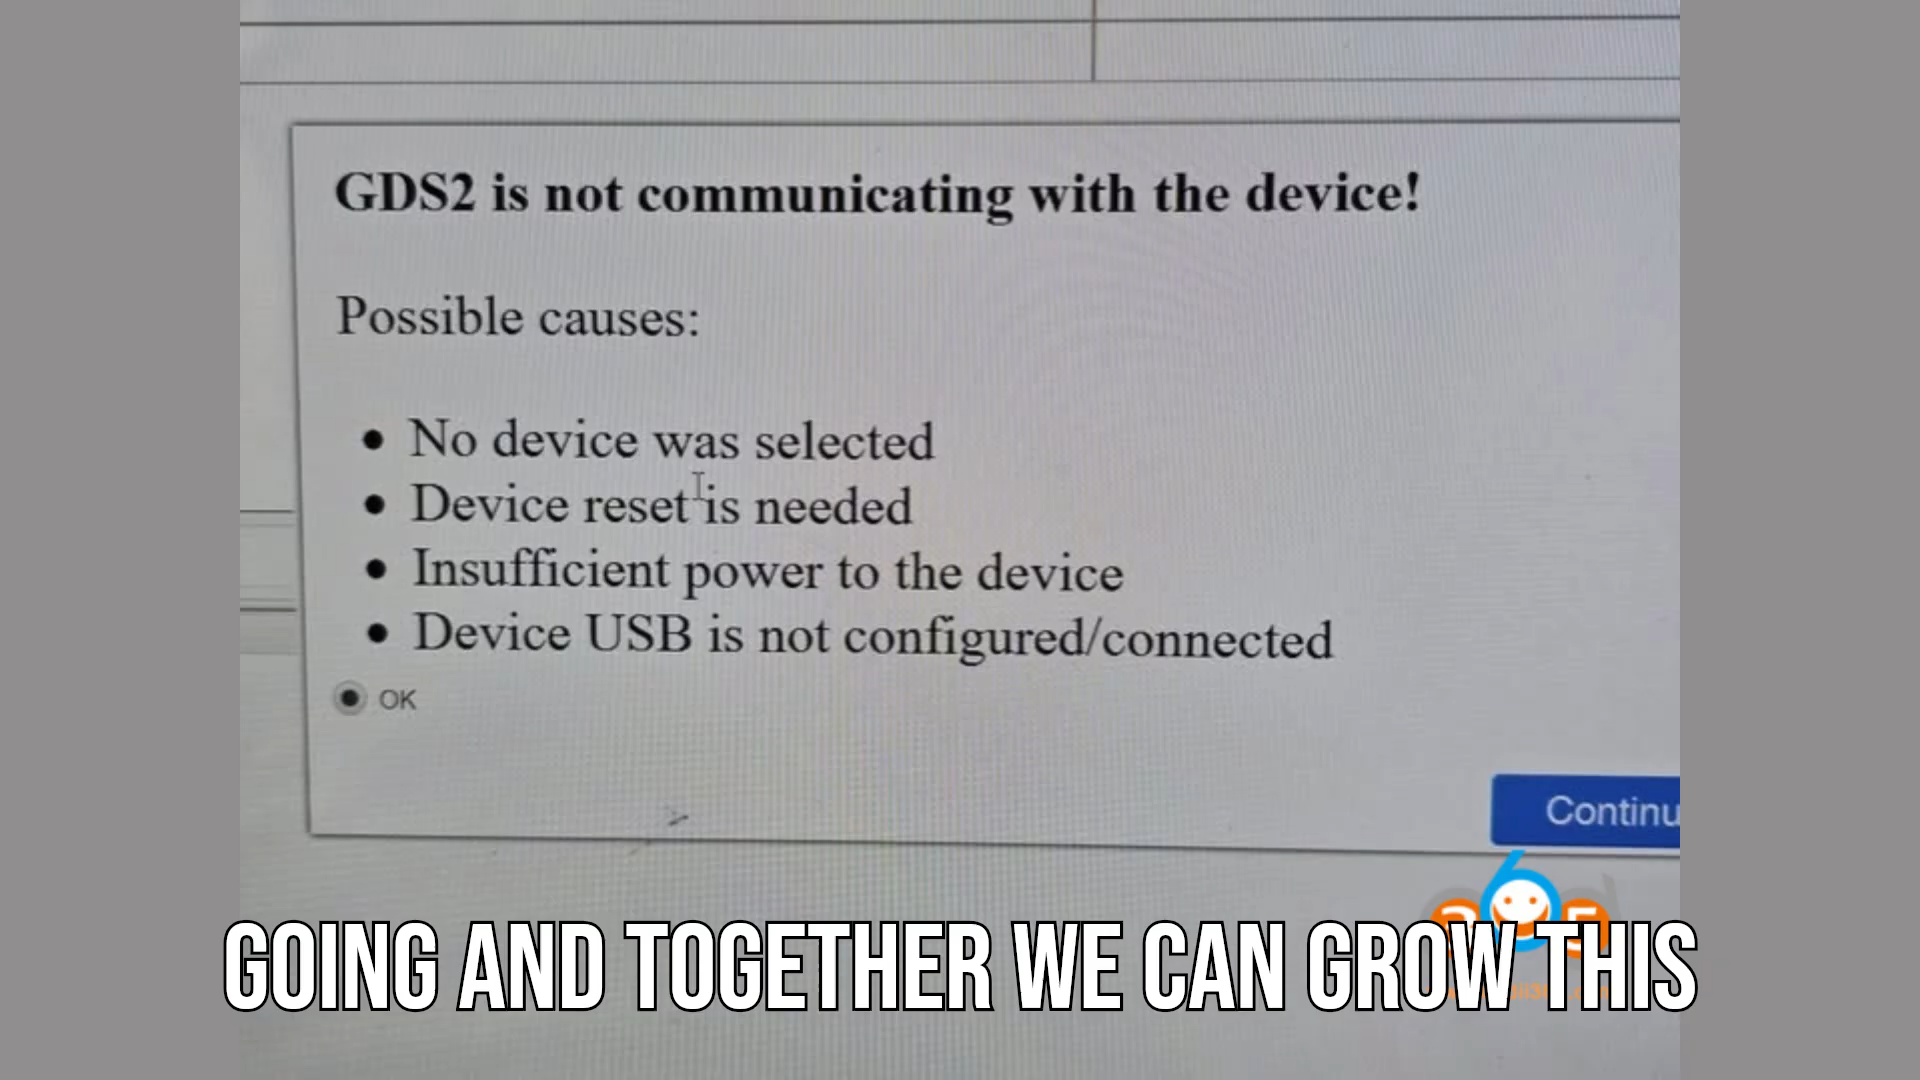 GDS2 is not communicating with the device!
Possible causes:
• No device was selected
• Device reset is needed
• Insufficient power to the device
• Device USB is not configured/connected
OK
Continu
GOING AND TOGETHER WE CAN GROW THIS